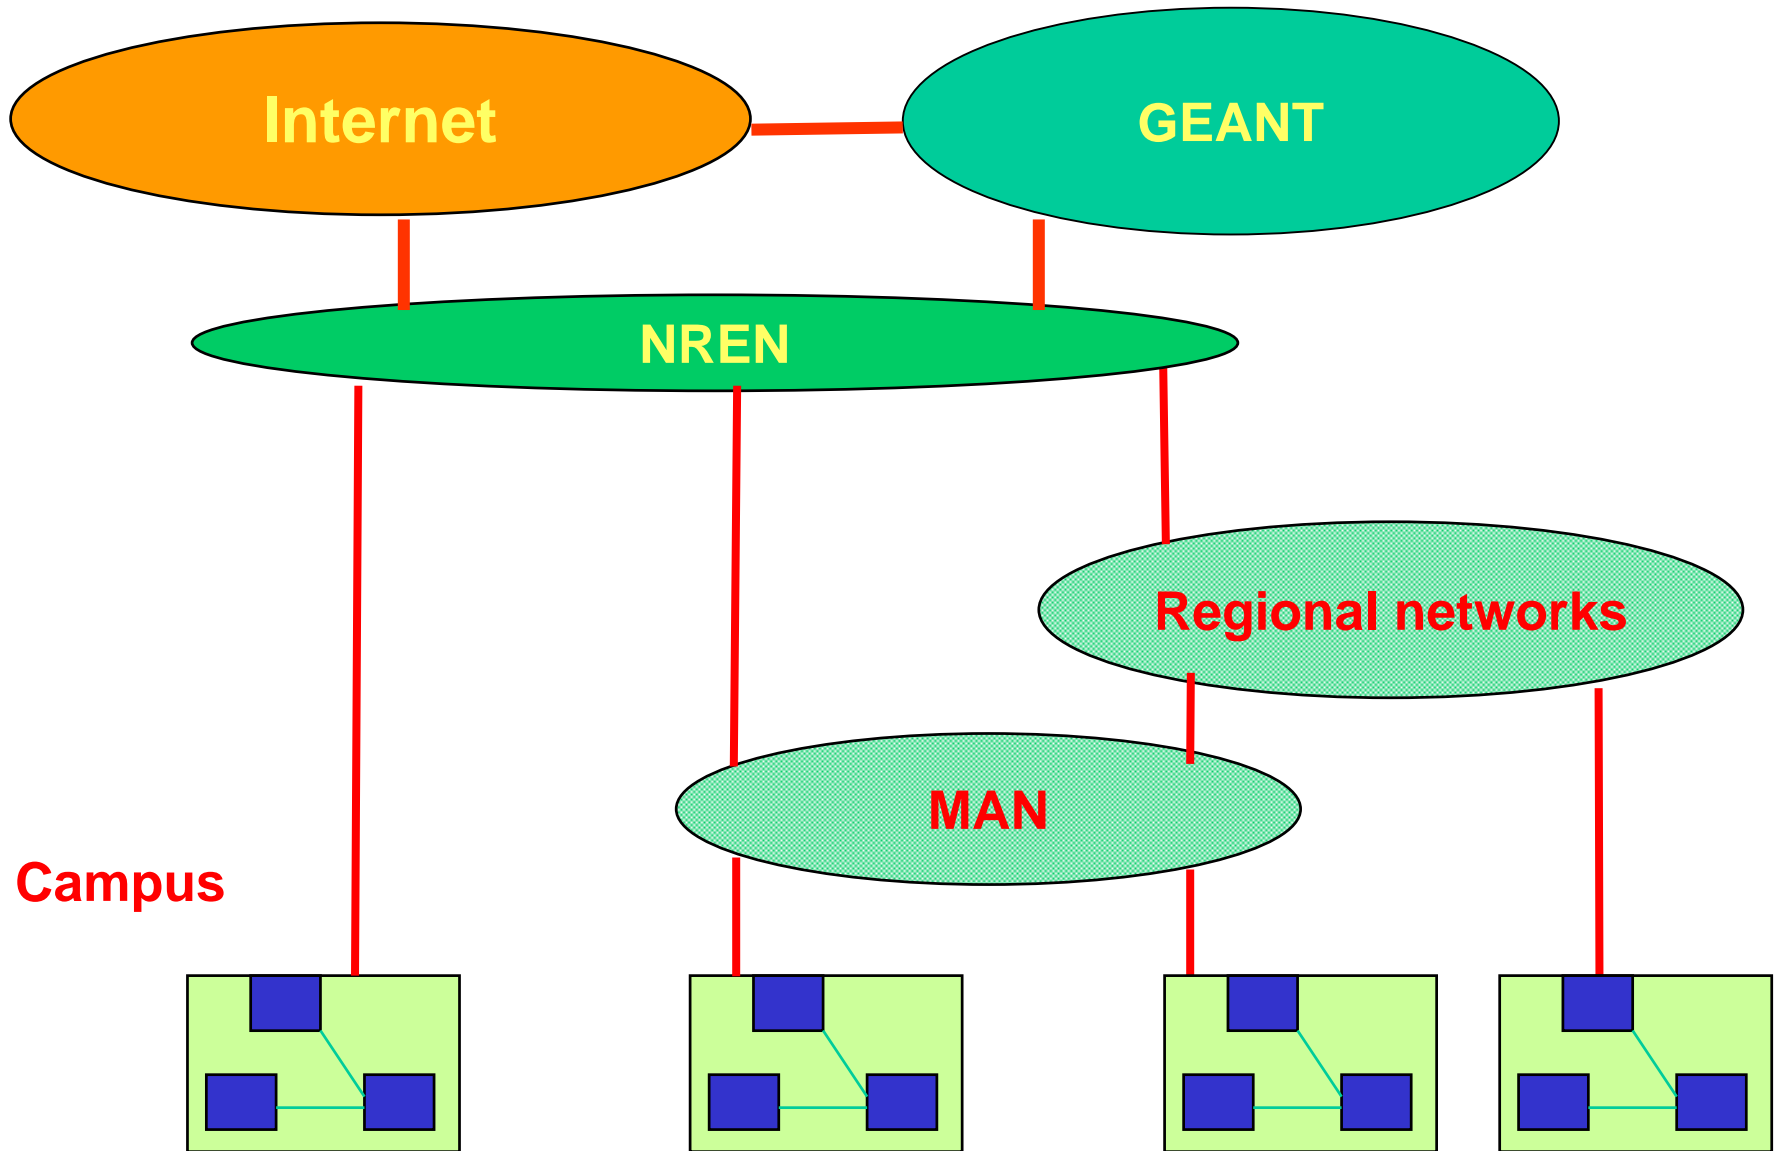 Internet
GEANT
NREN
Regional networks
MAN
Campus